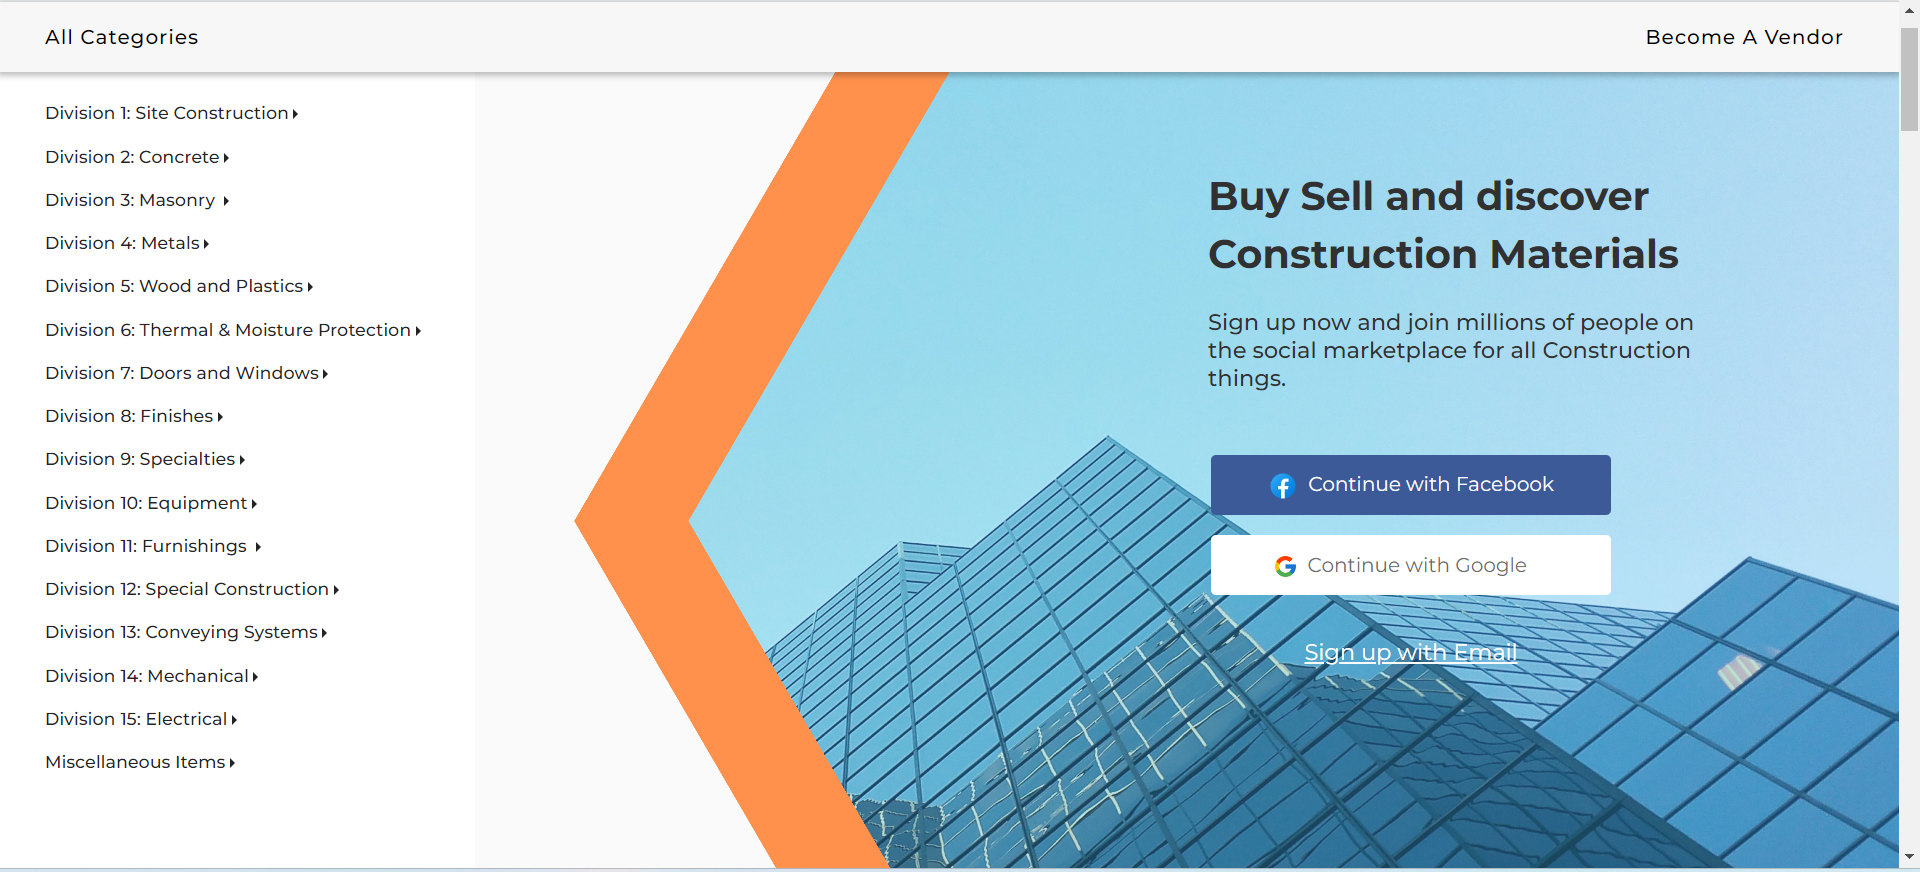 All Categories
Become A Vendor
Division 1: Site Construction
Division 2: Concrete
Division 3: Masonry
Division 4: Metals
Division 5: Wood and Plastics
Division 6: Thermal & Moisture Protection
Division 7: Doors and Windows
Division 8: Finishes
Division 9: Specialties
Division 10: Equipment
Division 11: Furnishings
Division 12: Special Construction
Division 13: Conveying Systems
Division 14: Mechanical
Division 15: Electrical
Miscellaneous Items
Buy Sell and discover
Construction Materials
Sign up now and join millions of people on
the social marketplace for all Construction
things.
Continue with Facebook
Continue with Google
Sign up with Email